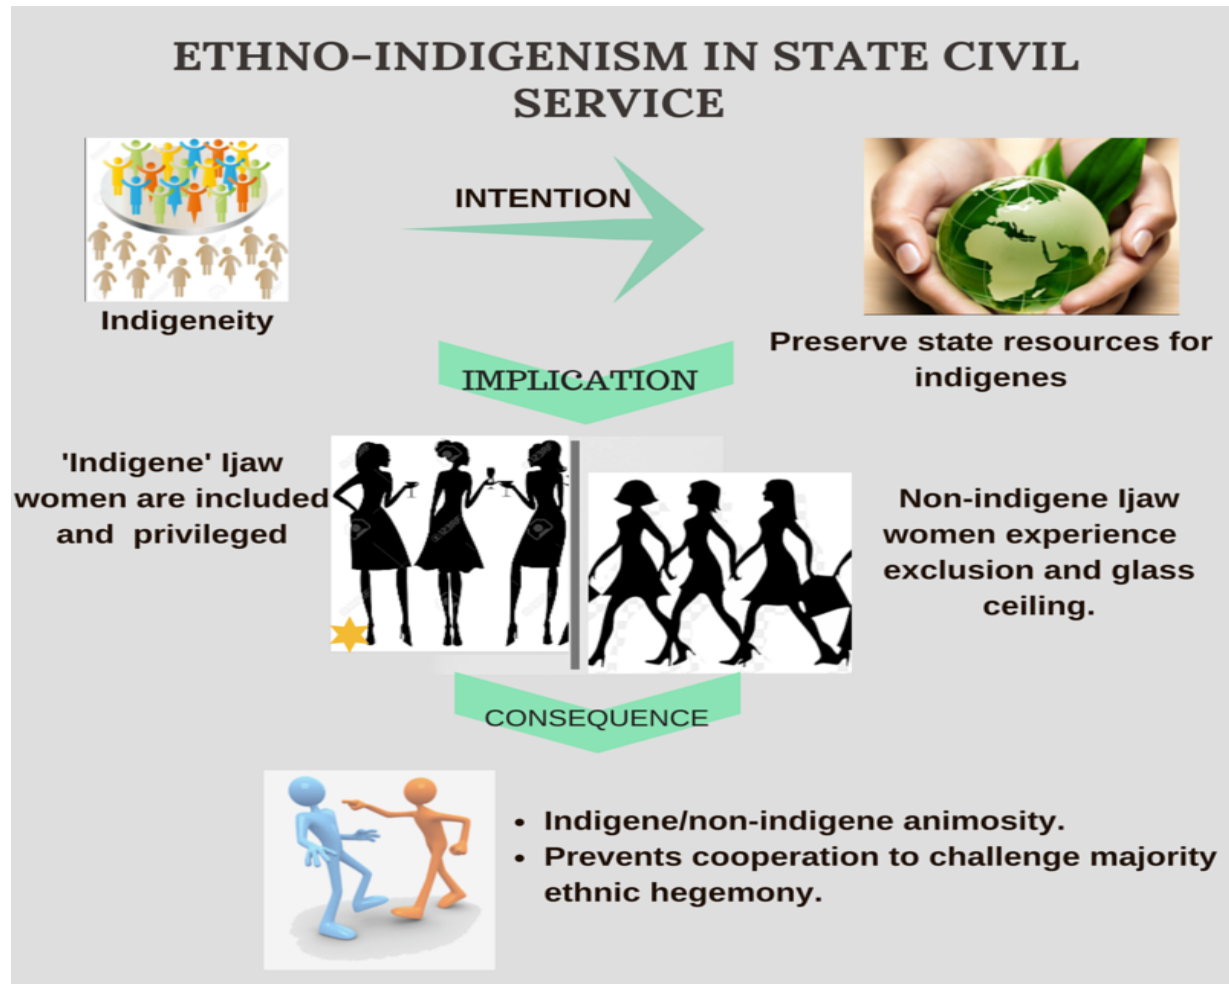 ETHNO-INDIGENISM IN STATE CIVIL
SERVICE
INTENTION
Indigeneity
Preserve state resources for
indigenes
IMPLICATION
'Indigene' Ijaw
women are included
and privileged
Non-indigene Ijaw
women experience
exclusion and glass
ceiling.
CONSEQUENCE
• Indigene/non-indigene animosity.
• Prevents cooperation to challenge majority
ethnic hegemony.